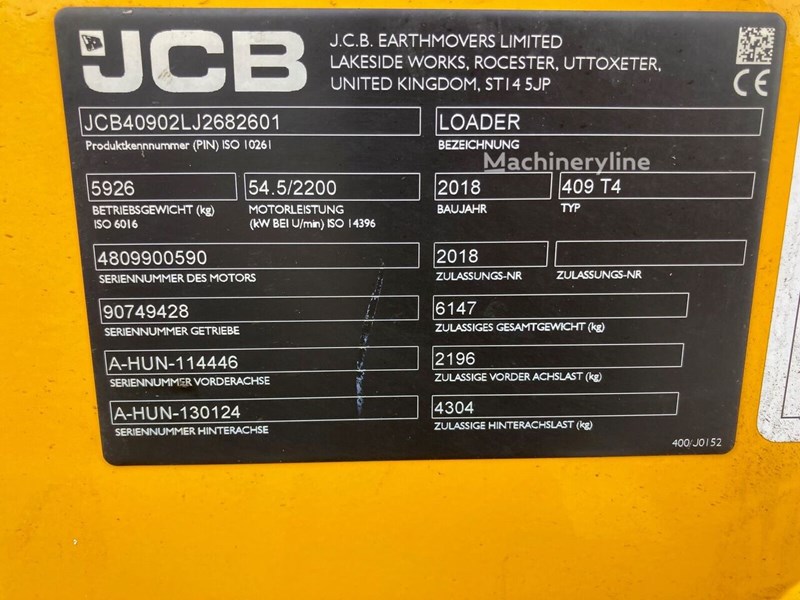 JCB
J.C.B. EARTHMOVERS LIMITED
LAKESIDE WORKS, ROCESTER, UTTOXETER,
UNITED KINGDOM, ST14 5JP
CE
JCB40902LJ2682601
Produktkennnummer (PIN) ISO 10261
LOADER
BEZEICHNUNG
Machineryline
5926
BETRIEBSGEWICHT (kg)
ISO 6016
54.5/2200
MOTORLEISTUNG
(kW BEI U/min) ISO 14396
2018
BAUJAHR
409 T4
TYP
4809900590
SERIENNUMMER DES MOTORS
2018
ZULASSUNGS-NR
ZULASSUNGS-NR
90749428
SERIENNUMMER GETRIEBE
6147
ZULÄSSIGES GESAMTGEWICHT (kg)
A-HUN-114446
SERIENNUMMER VORDERACHSE
2196
ZULÄSSIGE VORDER ACHSLAST (kg)
A-HUN-130124
SERIENNUMMER HINTERACHSE
4304
ZULÄSSIGE HINTERACHSLAST (kg)
400/J0152